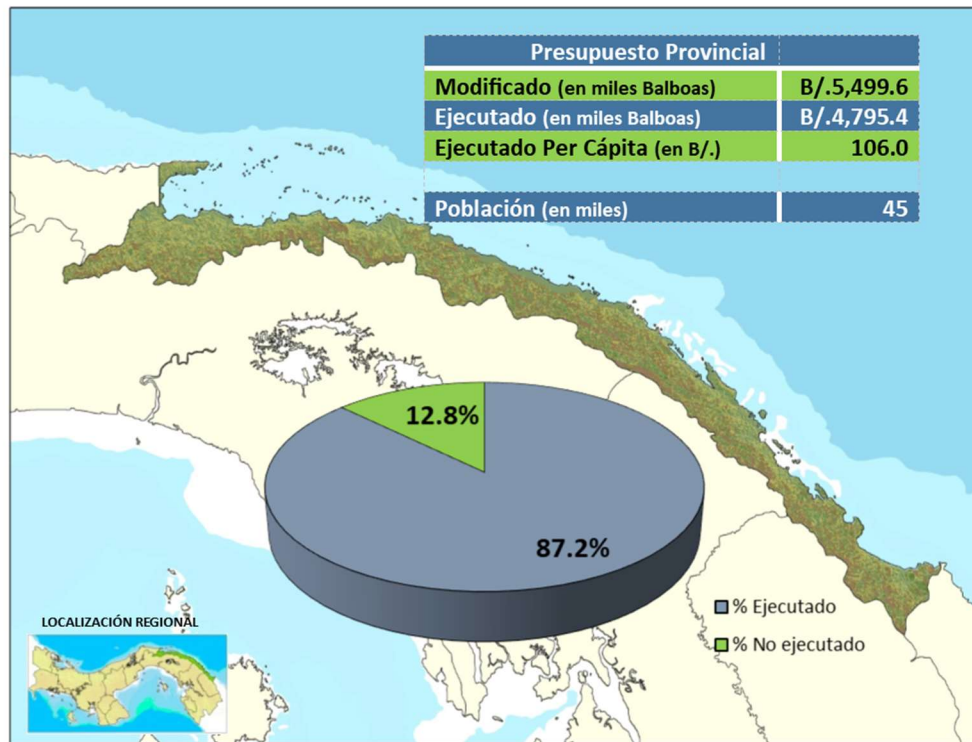 Presupuesto Provincial
Modificado (en miles Balboas) B/.5,499.6
Ejecutado (en miles Balboas) B/.4,795.4
Ejecutado Per Cápita (en B/.) 106.0
Población (en miles) 45
12.8%
87.2%
% Ejecutado
% No ejecutado
LOCALIZACIÓN REGIONAL